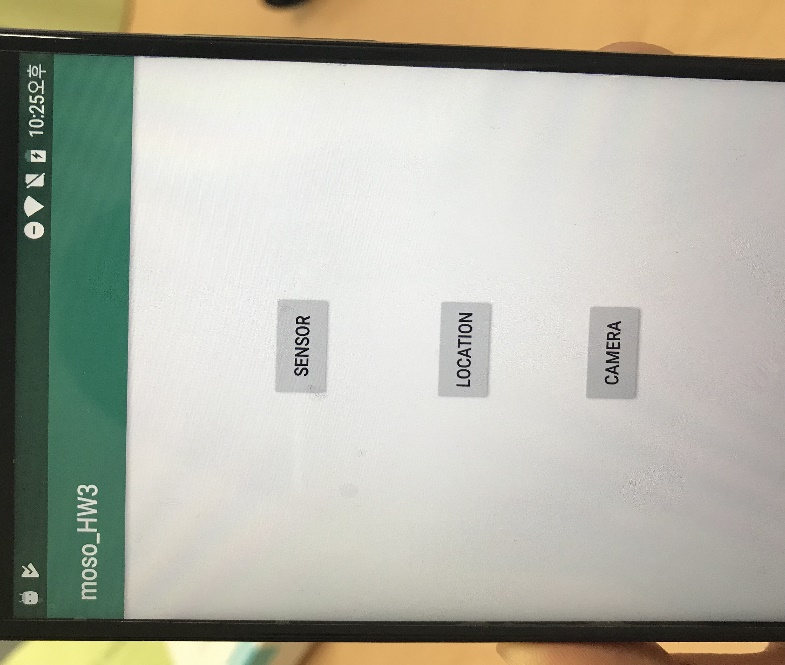 10:25오후
moso_HW3
SENSOR
LOCATION
CAMERA